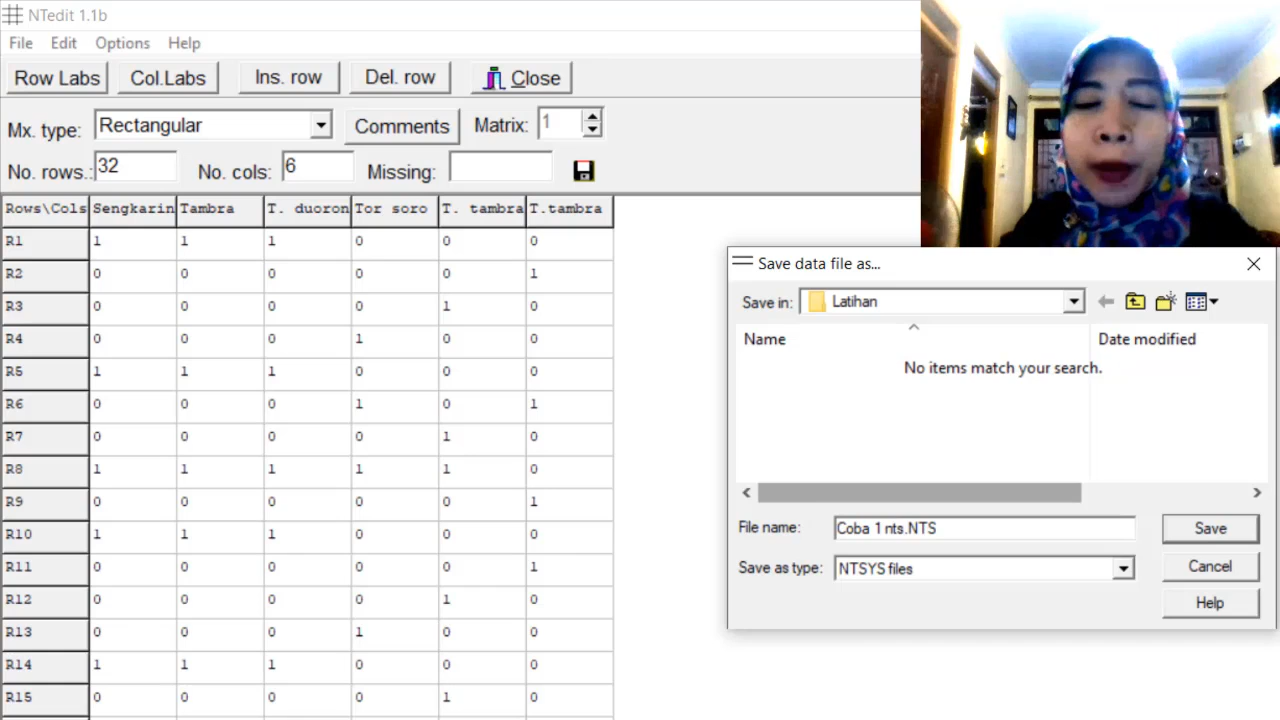 NTedit 1.1b
File Edit Options Help
Row Labs Col.Labs Ins. row Del. row Close
Mx. type: Rectangular Comments Matrix: 1
No. rows.: 32 No. cols: 6 Missing:
Rows\Cols Sengkarin Tambra T. duoron Tor soro T. tambra T.tambra
R1 1 1 1 0 0 0
R2 0 0 0 0 0 1
R3 0 0 0 0 1 0
R4 0 0 0 1 0 0
R5 1 1 1 0 0 0
R6 0 0 0 1 0 1
R7 0 0 0 0 1 0
R8 1 1 1 1 1 0
R9 0 0 0 0 0 1
R10 1 1 1 0 0 0
R11 0 0 0 0 0 1
R12 0 0 0 0 1 0
R13 0 0 0 1 0 0
R14 1 1 1 0 0 0
R15 0 0 0 0 1 0
Save data file as...
Save in: Latihan
Name Date modified
No items match your search.
File name: Coba 1 nts.NTS Save
Save as type: NTSYS files Cancel
Help